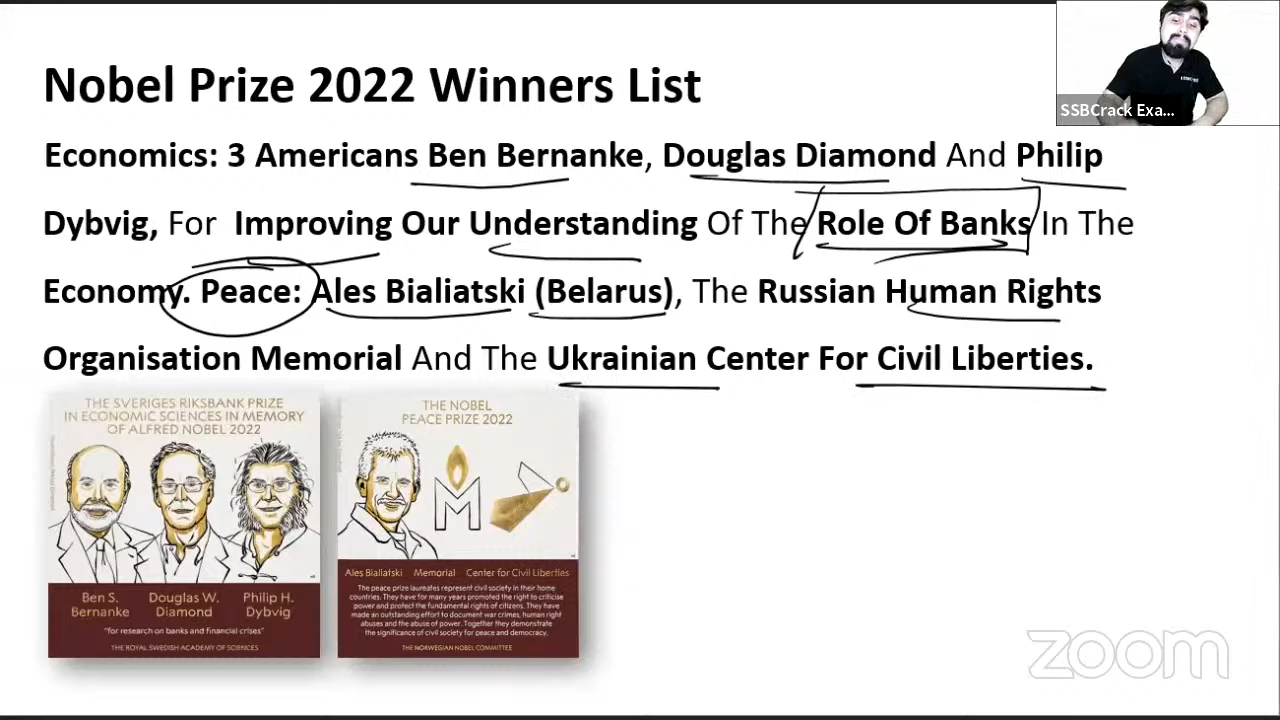 Nobel Prize 2022 Winners List
SSBCrack Exa...
Economics: 3 Americans Ben Bernanke, Douglas Diamond And Philip
Dybvig, For Improving Our Understanding Of The Role Of Banks In The
Economy. Peace: Ales Bialiatski (Belarus), The Russian Human Rights
Organisation Memorial And The Ukrainian Center For Civil Liberties.
THE SVERIGES RIKSBANK PRIZE
IN ECONOMIC SCIENCES IN MEMORY
OF ALFRED NOBEL 2022
Ben S.
Bernanke
Douglas W.
Diamond
Philip H.
Dybvig
"for research on banks and financial crises"
THE ROYAL SWEDISH ACADEMY OF SCIENCES
THE NOBEL
PEACE PRIZE 2022
M
Ales Bialiatski Memorial Center for Civil Liberties
The peace prize laureates represent civil society in their home
countries. They have for many years promoted the right to criticise
power and protect the fundamental rights of citizens. They have
made an outstanding effort to document war crimes, human right
abuses and the abuse of power. Together they demonstrate
the significance of civil society for peace and democracy.
THE NORWEGIAN NOBEL COMMITTEE
zoom